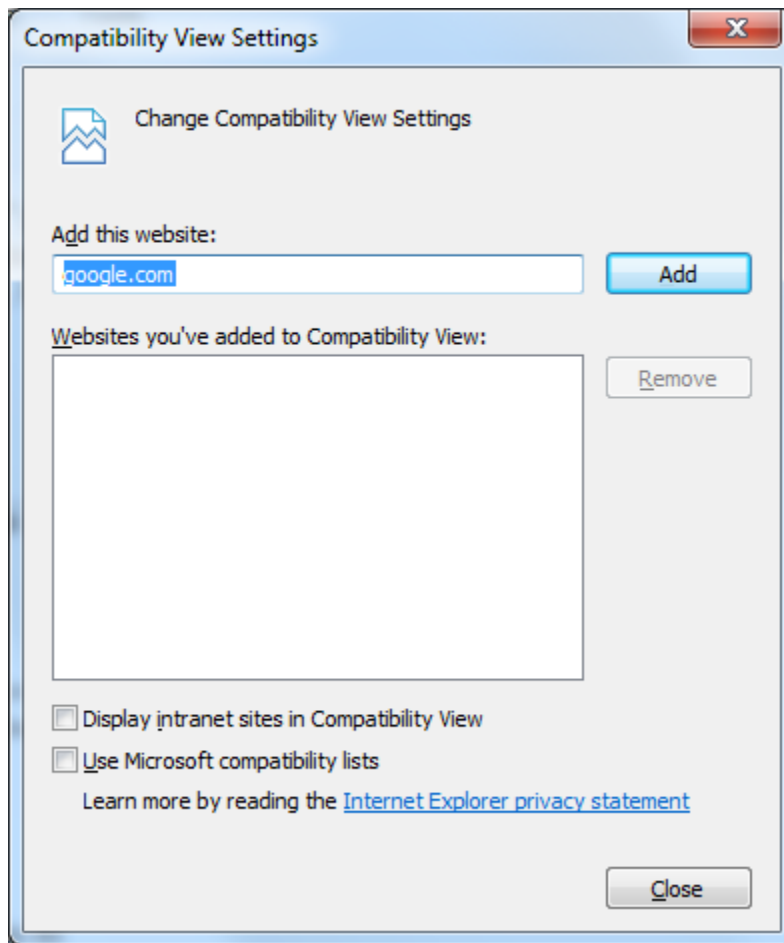 Compatibility View Settings
Change Compatibility View Settings
Add this website:
google.com
Add
Websites you've added to Compatibility View:
Remove
Display intranet sites in Compatibility View
Use Microsoft compatibility lists
Learn more by reading the Internet Explorer privacy statement
Close